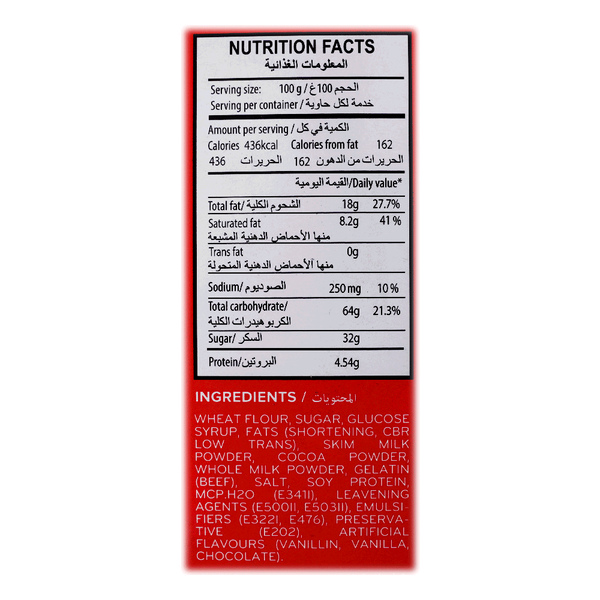 NUTRITION FACTS
المعلومات الغذائية
Serving size: 100 g / الحجم 100غ
Serving per container / خدمة لكل حاوية
Amount per serving / الكمية في كل
Calories 436kcal Calories from fat 162
الحريرات 436 الحريرات من الدهون 162
القيمة اليومية/Daily value*
Total fat/ الشحوم الكلية 18g 27.7%
Saturated fat 8.2g 41 %
منها الأحماض الدهنية المشبعة
Trans fat 0g
منها الأحماض الدهنية المتحولة
Sodium/ الصوديوم 250 mg 10 %
Total carbohydrate/ 64g 21.3%
الكربوهيدرات الكلية
Sugar/ السكر 32g
Protein/البروتين 4.54g
INGREDIENTS / المحتويات
WHEAT FLOUR, SUGAR, GLUCOSE
SYRUP, FATS (SHORTENING, CBR
LOW TRANS), SKIM MILK
POWDER, COCOA POWDER,
WHOLE MILK POWDER, GELATIN
(BEEF), SALT, SOY PROTEIN,
MCP.H2O (E341I), LEAVENING
AGENTS (E500II, E503II), EMULSI-
FIERS (E322I, E476), PRESERVA-
TIVE (E202), ARTIFICIAL
FLAVOURS (VANILLIN, VANILLA,
CHOCOLATE).